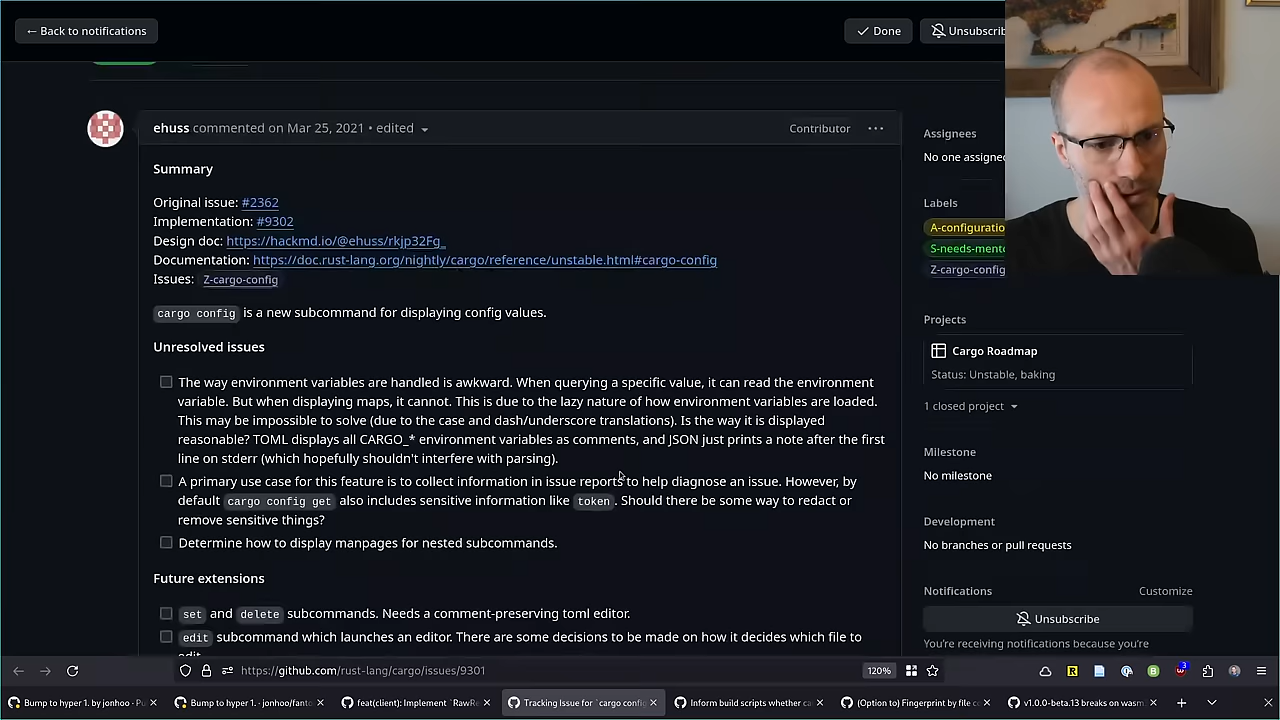 ← Back to notifications
Done
Unsubscrib
ehuss commented on Mar 25, 2021 • edited
Contributor
Summary
Original issue: #2362
Implementation: #9302
Design doc: https://hackmd.io/@ehuss/rkjp32Fg_
Documentation: https://doc.rust-lang.org/nightly/cargo/reference/unstable.html#cargo-config
Issues: Z-cargo-config
cargo config is a new subcommand for displaying config values.
Unresolved issues
The way environment variables are handled is awkward. When querying a specific value, it can read the environment
variable. But when displaying maps, it cannot. This is due to the lazy nature of how environment variables are loaded.
This may be impossible to solve (due to the case and dash/underscore translations). Is the way it is displayed
reasonable? TOML displays all CARGO_* environment variables as comments, and JSON just prints a note after the first
line on stderr (which hopefully shouldn't interfere with parsing).
A primary use case for this feature is to collect information in issue reports to help diagnose an issue. However, by
default cargo config get also includes sensitive information like token. Should there be some way to redact or
remove sensitive things?
Determine how to display manpages for nested subcommands.
Future extensions
set and delete subcommands. Needs a comment-preserving toml editor.
edit subcommand which launches an editor. There are some decisions to be made on how it decides which file to
edit
Assignees
No one assigne
Labels
A-configuratio
S-needs-mento
Z-cargo-config
Projects
Cargo Roadmap
Status: Unstable, baking
1 closed project
Milestone
No milestone
Development
No branches or pull requests
Notifications
Customize
Unsubscribe
You're receiving notifications because you're
https://github.com/rust-lang/cargo/issues/9301
120%
3
Bump to hyper 1. by jonhoo · Pu
Bump to hyper 1. · jonhoo/fanto
feat(client): Implement `RawRe
Tracking Issue for `cargo confi
Inform build scripts whether ca
(Option to) Fingerprint by file c
v1.0.0-beta.13 breaks on wasm